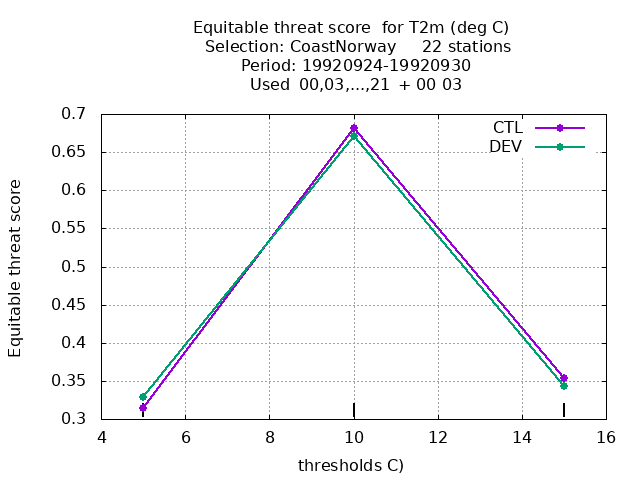 Equitable threat score  for T2m (deg C)
Selection: CoastNorway     22 stations
Period: 19920924-19920930
Used  00,03,...,21  + 00 03
CTL
DEV
0.7
0.65
0.6
0.55
0.5
0.45
0.4
0.35
0.3
Equitable threat score
4 6 8 10 12 14 16
thresholds C)